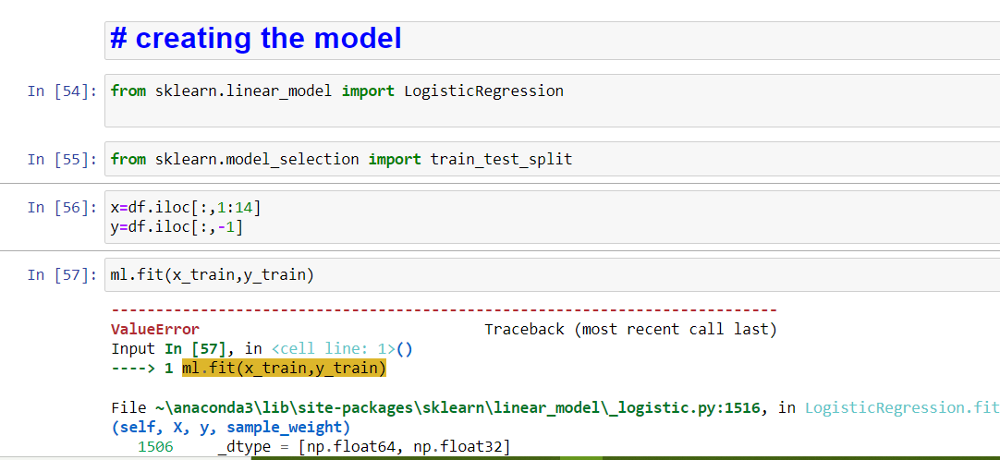 # creating the model
In [54]: from sklearn.linear_model import LogisticRegression
In [55]: from sklearn.model_selection import train_test_split
In [56]: x=df.iloc[:,1:14]
y=df.iloc[:,-1]
In [57]: ml.fit(x_train,y_train)
---------------------------------------------------------------------------
ValueError                                Traceback (most recent call last)
Input In [57], in <cell line: 1>()
----> 1 ml.fit(x_train,y_train)
File ~\anaconda3\lib\site-packages\sklearn\linear_model\_logistic.py:1516, in LogisticRegression.fit
(self, X, y, sample_weight)
   1506     _dtype = [np.float64, np.float32]